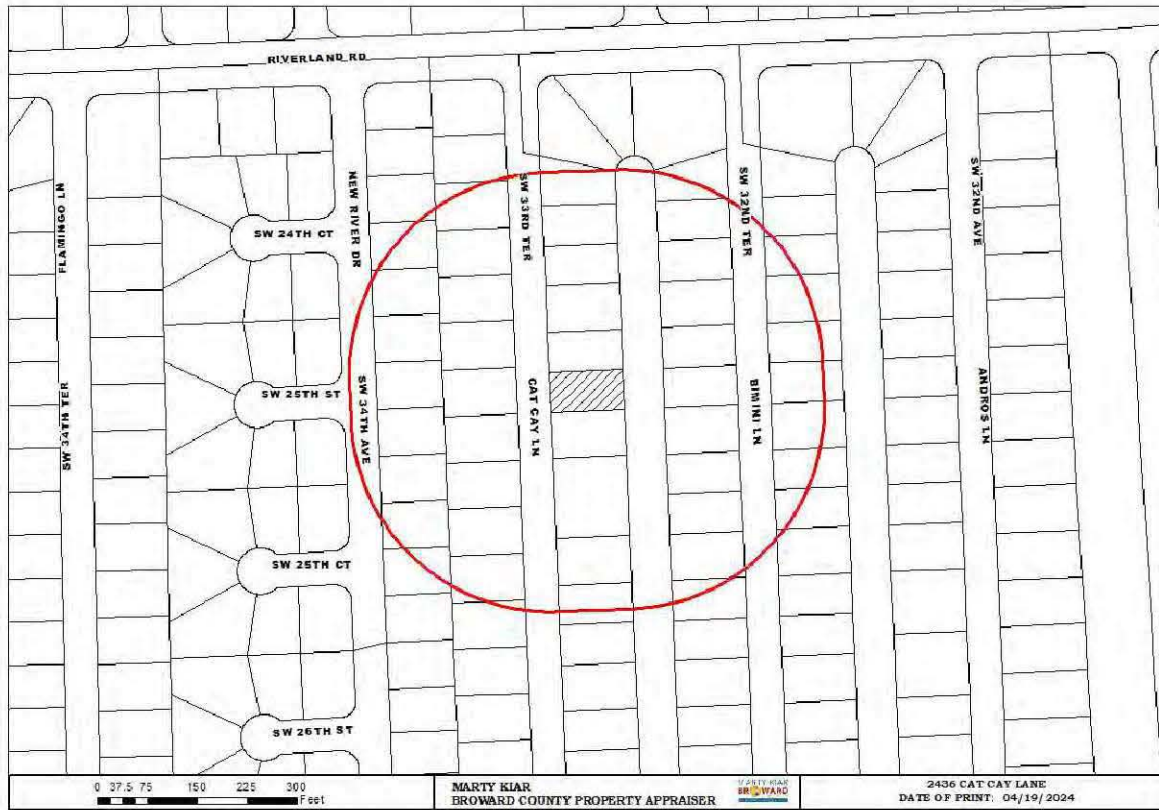 RIVERLAND RD
FLAMINGO LN
SW 34TH TER
SW 24TH CT
SW 25TH ST
SW 25TH CT
SW 26TH ST
NEW RIVER DR
SW 34TH AVE
SW 33RD TER
CAT CAY LN
SW 32ND TER
BIMINI LN
SW 32ND AVE
ANDROS LN
0 37.5 75 150 225 300
Feet
MARTY KIAR
BROWARD COUNTY PROPERTY APPRAISER
MARTY KIAR
BROWARD
2436 CAT CAY LANE
DATE OF PRINT: 04/19/2024